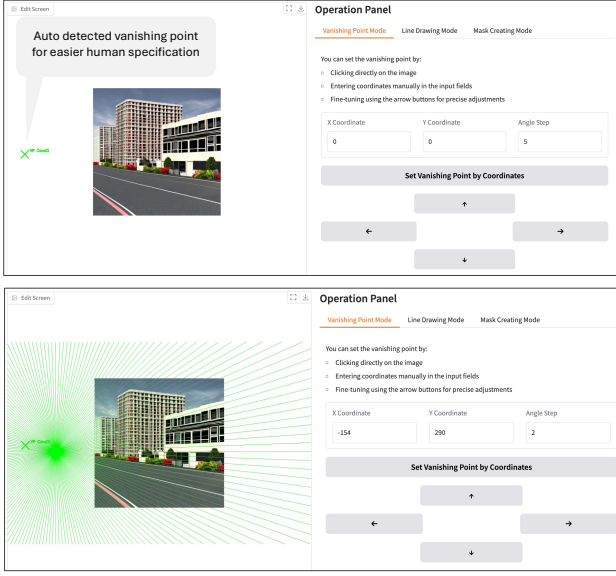 Edit Screen
Auto detected vanishing point
for easier human specification
Operation Panel
Vanishing Point Mode
Line Drawing Mode
Mask Creating Mode
You can set the vanishing point by:
Clicking directly on the image
Entering coordinates manually in the input fields
Fine-tuning using the arrow buttons for precise adjustments
X Coordinate
Y Coordinate
Angle Step
0
0
5
Set Vanishing Point by Coordinates
↑
← →
↓
Edit Screen
Operation Panel
Vanishing Point Mode
Line Drawing Mode
Mask Creating Mode
You can set the vanishing point by:
Clicking directly on the image
Entering coordinates manually in the input fields
Fine-tuning using the arrow buttons for precise adjustments
X Coordinate
Y Coordinate
Angle Step
-154
290
2
Set Vanishing Point by Coordinates
↑
← →
↓